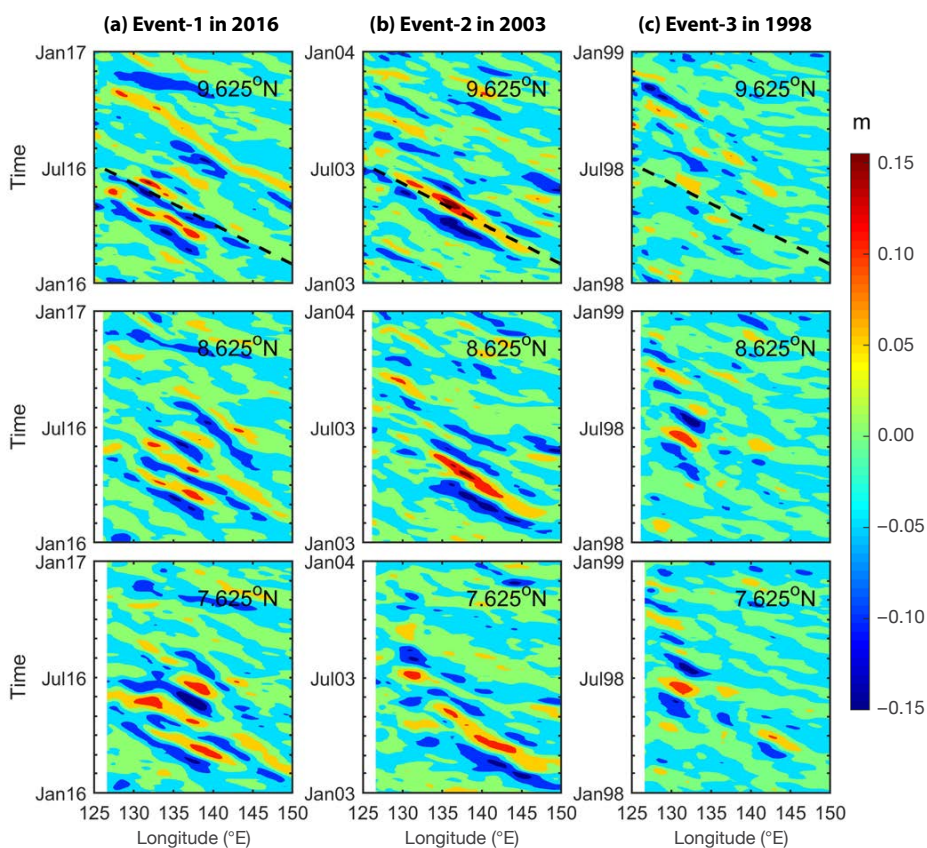 (a) Event-1 in 2016
(b) Event-2 in 2003
(c) Event-3 in 1998
Jan17
Jul16
Jan16
Time
9.625°N
Jan04
Jul03
Jan03
9.625°N
Jan99
Jul98
Jan98
9.625°N
Jan17
Jul16
Jan16
Time
8.625°N
Jan04
Jul03
Jan03
8.625°N
Jan99
Jul98
Jan98
8.625°N
Jan17
Jul16
Jan16
Time
7.625°N
125 130 135 140 145 150
Longitude (°E)
Jan04
Jul03
Jan03
7.625°N
130 135 140 145 150
Longitude (°E)
Jan99
Jul98
Jan98
7.625°N
125 130 135 140 145 150
Longitude (°E)
m
0.15
0.10
0.05
0.00
−0.05
−0.10
−0.15